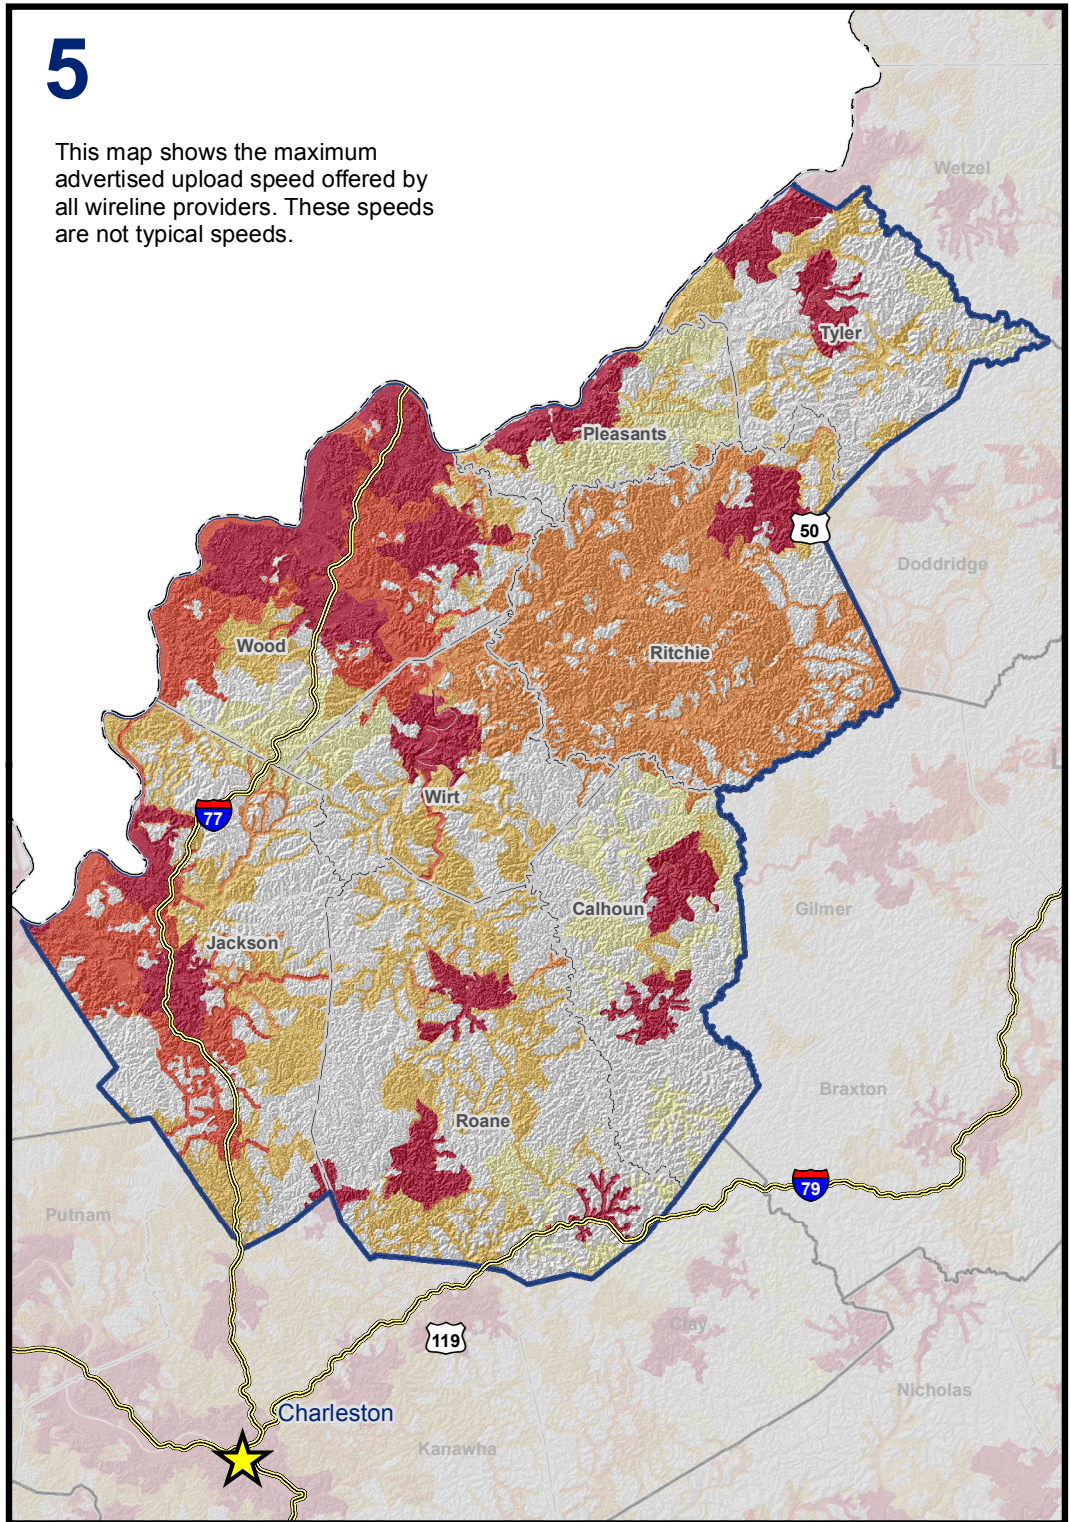 5
This map shows the maximum
advertised upload speed offered by
all wireline providers. These speeds
are not typical speeds.
Wetzel
Tyler
Pleasants
50
Doddridge
Wood
Ritchie
L
Wirt
77
Calhoun
Gilmer
Jackson
Braxton
Roane
79
Putnam
Clay
119
Nicholas
Charleston
Kanawha